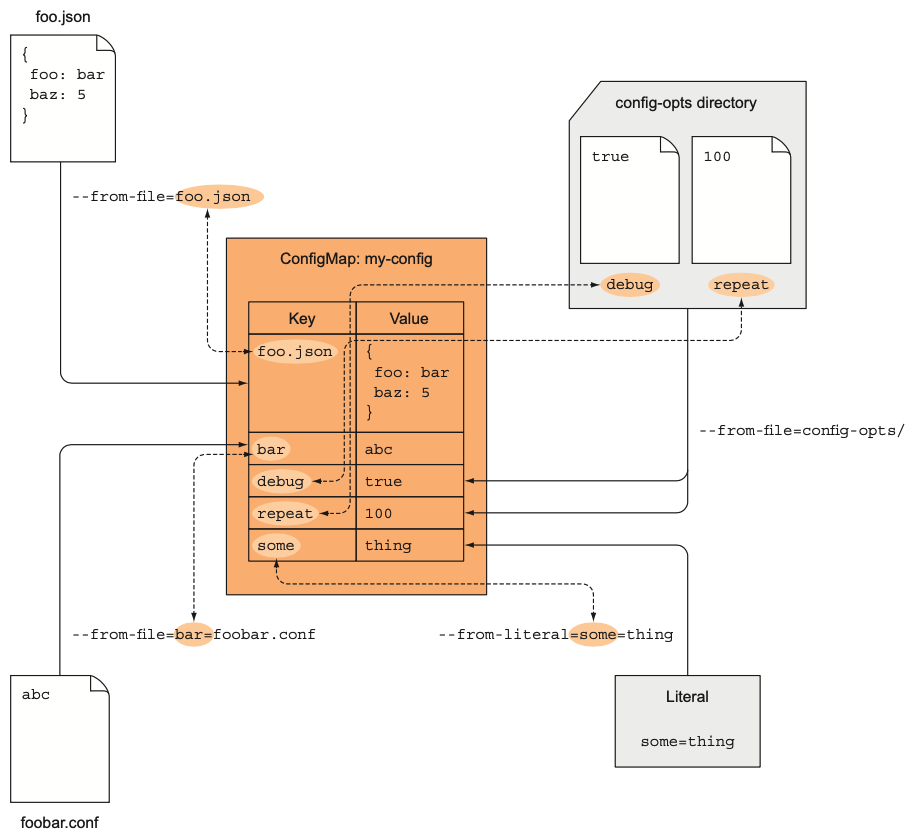 foo.json
{
foo: bar
baz: 5
}
--from-file=foo.json
config-opts directory
true
100
debug
repeat
ConfigMap: my-config
Key Value
foo.json {
foo: bar
baz: 5
}
bar abc
debug true
repeat 100
some thing
--from-file=config-opts/
--from-file=bar=foobar.conf
--from-literal=some=thing
abc
foobar.conf
Literal
some=thing